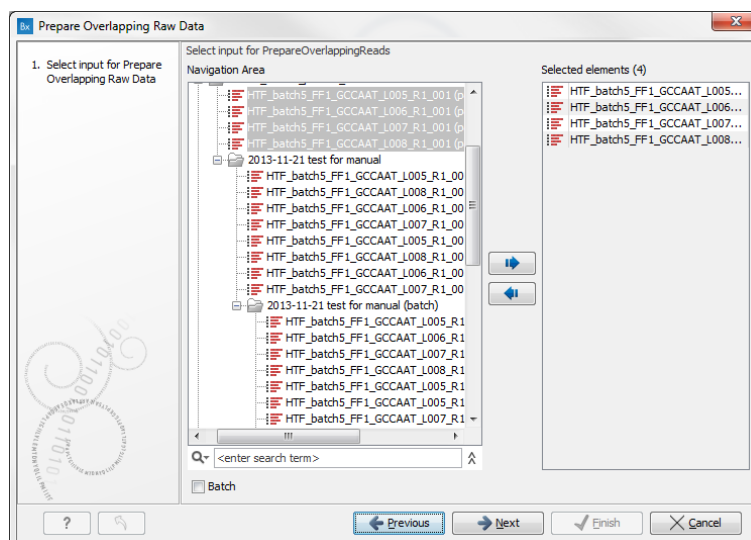 Bx Prepare Overlapping Raw Data
X
Select input for PrepareOverlappingReads
1. Select input for Prepare
Overlapping Raw Data
Navigation Area
HTF_batch5_FF1_GCCAAT_L005_R1_001 (p
HTF_batch5_FF1_GCCAAT_L006_R1_001 (p
HTF_batch5_FF1_GCCAAT_L007_R1_001 (p
HTF_batch5_FF1_GCCAAT_L008_R1_001 (p
2013-11-21 test for manual
HTF_batch5_FF1_GCCAAT_L005_R1_00
HTF_batch5_FF1_GCCAAT_L008_R1_00
HTF_batch5_FF1_GCCAAT_L006_R1_00
HTF_batch5_FF1_GCCAAT_L007_R1_00
HTF_batch5_FF1_GCCAAT_L005_R1_00
HTF_batch5_FF1_GCCAAT_L008_R1_00
HTF_batch5_FF1_GCCAAT_L006_R1_00
HTF_batch5_FF1_GCCAAT_L007_R1_00
2013-11-21 test for manual (batch)
HTF_batch5_FF1_GCCAAT_L005_R1
HTF_batch5_FF1_GCCAAT_L006_R1
HTF_batch5_FF1_GCCAAT_L007_R1
HTF_batch5_FF1_GCCAAT_L008_R1
HTF_batch5_FF1_GCCAAT_L005_R1
HTF_batch5_FF1_GCCAAT_L005_R1
HTF_batch5_FF1_GCCAAT_L007_R1
<enter search term>
Batch
Selected elements (4)
HTF_batch5_FF1_GCCAAT_L005...
HTF_batch5_FF1_GCCAAT_L006...
HTF_batch5_FF1_GCCAAT_L007...
HTF_batch5_FF1_GCCAAT_L008...
?
Previous
Next
Finish
Cancel